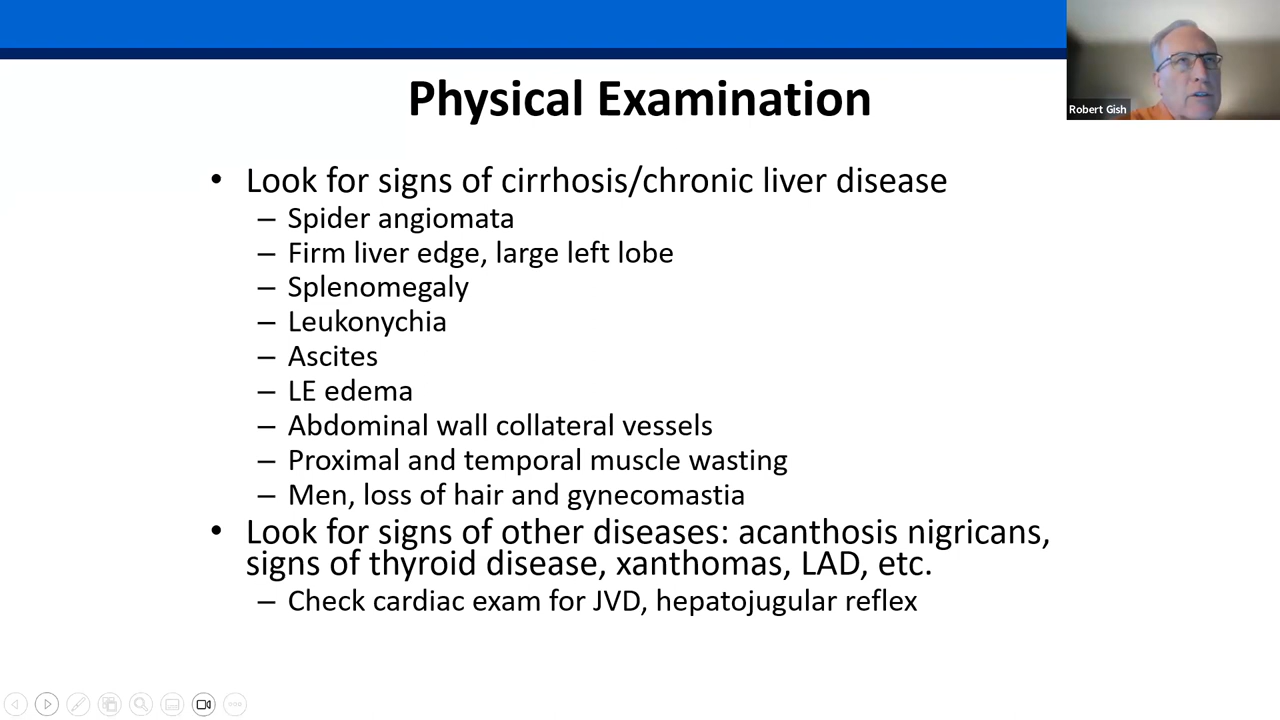 Physical Examination
Robert Gish
• Look for signs of cirrhosis/chronic liver disease
– Spider angiomata
– Firm liver edge, large left lobe
– Splenomegaly
– Leukonychia
– Ascites
– LE edema
– Abdominal wall collateral vessels
– Proximal and temporal muscle wasting
– Men, loss of hair and gynecomastia
• Look for signs of other diseases: acanthosis nigricans,
signs of thyroid disease, xanthomas, LAD, etc.
– Check cardiac exam for JVD, hepatojugular reflex